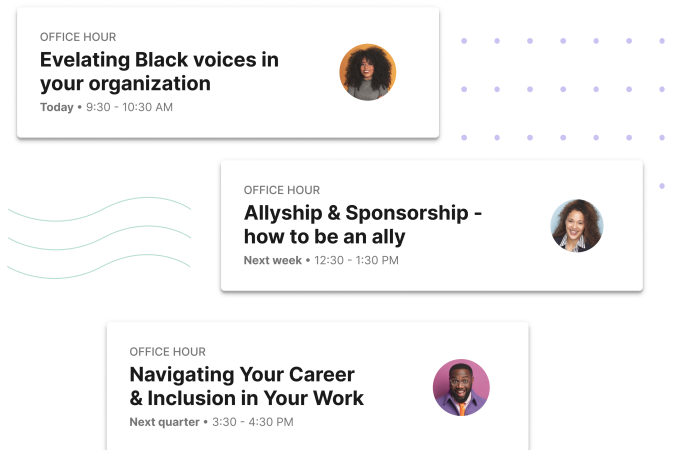 OFFICE HOUR
Evelating Black voices in
your organization
Today • 9:30 - 10:30 AM
OFFICE HOUR
Allyship & Sponsorship -
how to be an ally
Next week • 12:30 - 1:30 PM
OFFICE HOUR
Navigating Your Career
& Inclusion in Your Work
Next quarter • 3:30 - 4:30 PM